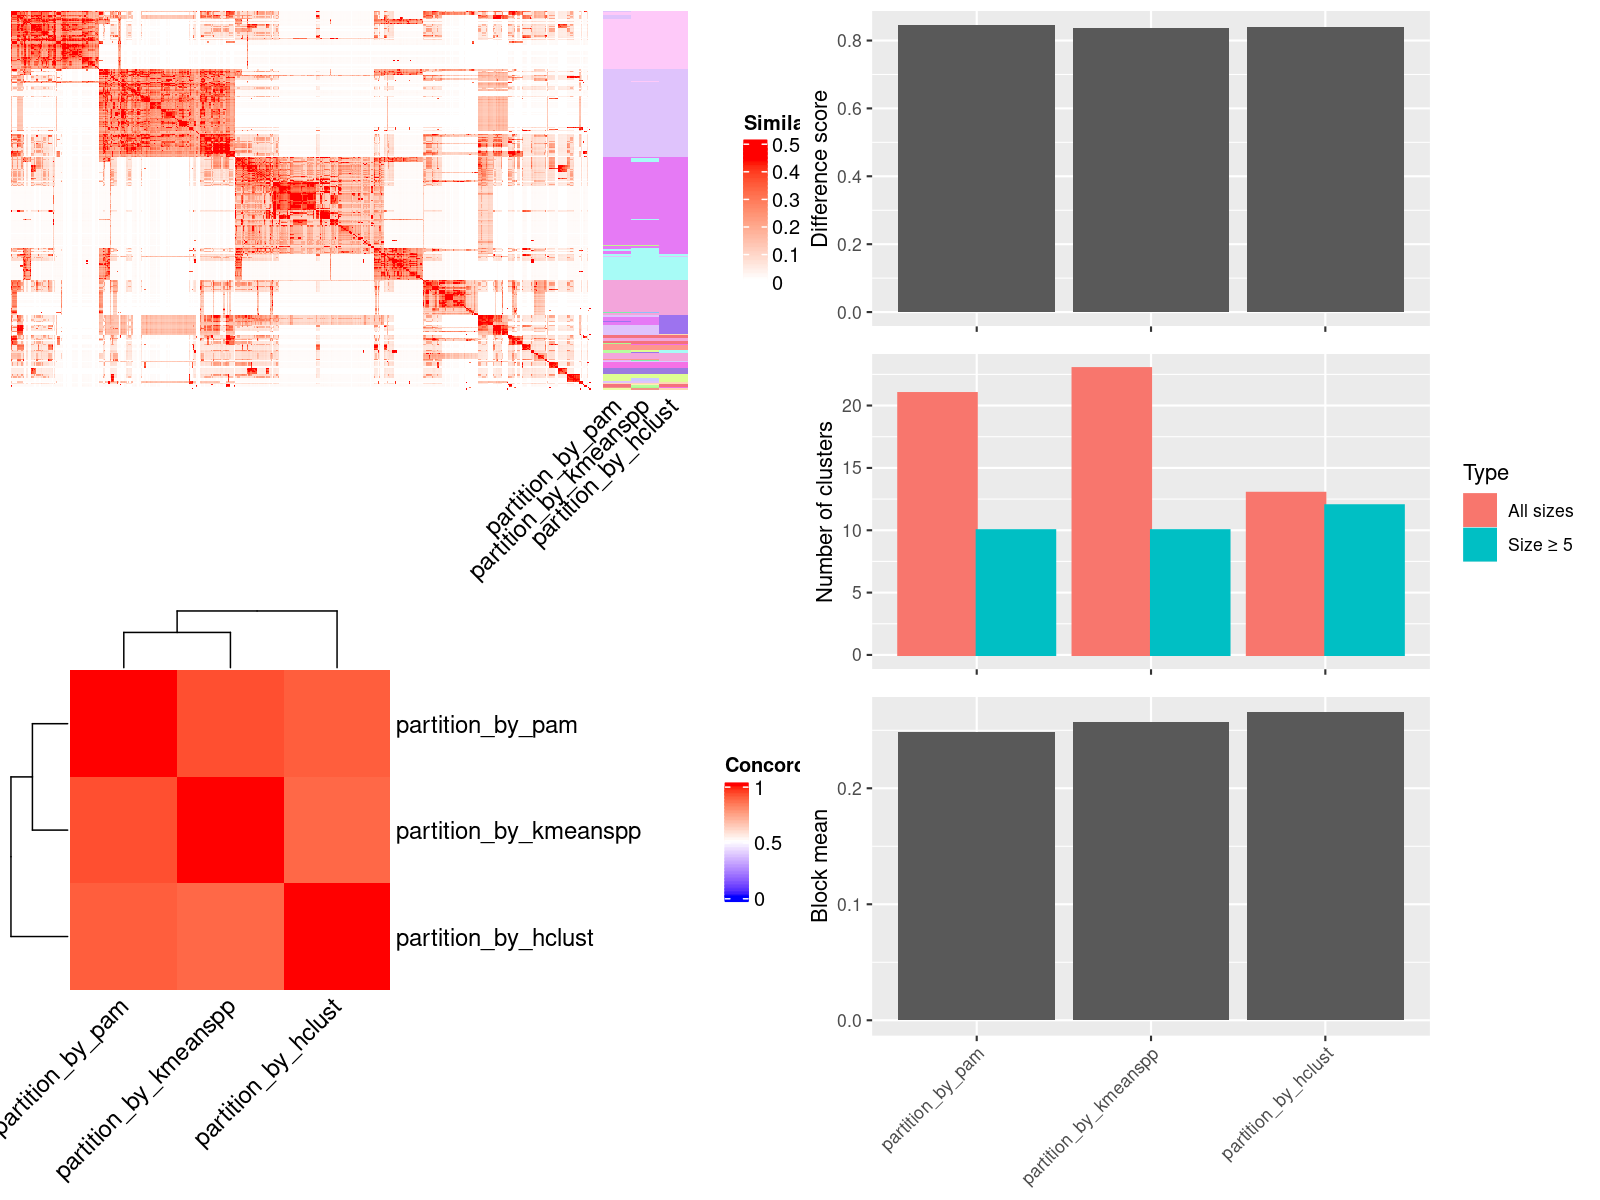 Simila
0.5
0.4
0.3
0.2
0.1
0
partition_by_pam
partition_by_kmeanspp
partition_by_hclust
partition_by_pam
partition_by_kmeanspp
partition_by_hclust
Concord
1
0.5
0
partition_by_pam
partition_by_kmeanspp
partition_by_hclust
Difference score
0.8
0.6
0.4
0.2
0.0
Number of clusters
20
15
10
5
0
Type
All sizes
Size ≥ 5
Block mean
0.2
0.1
0.0
partition_by_pam
partition_by_kmeanspp
partition_by_hclust